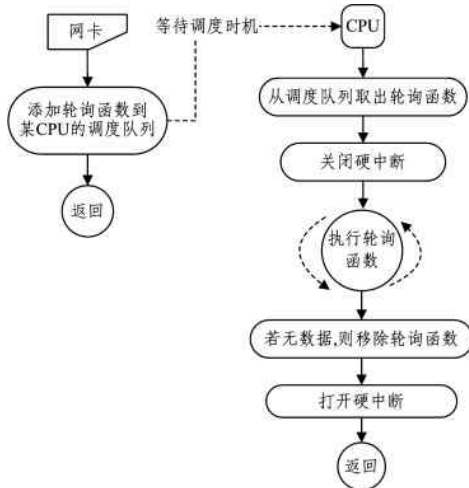 网卡
添加轮询函数到
某CPU的调度队列
返回
等待调度时机
CPU
从调度队列取出轮询函数
关闭硬中断
执行轮询
函数
若无数据,则移除轮询函数
打开硬中断
返回